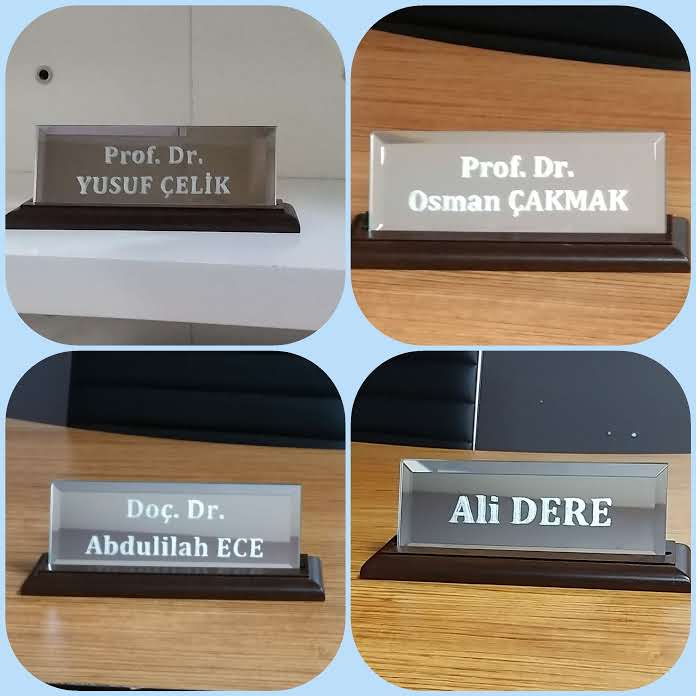 Prof. Dr.
YUSUF ÇELİK
Prof. Dr.
Osman ÇAKMAK
Doç. Dr.
Abdulilah ECE
Ali DERE